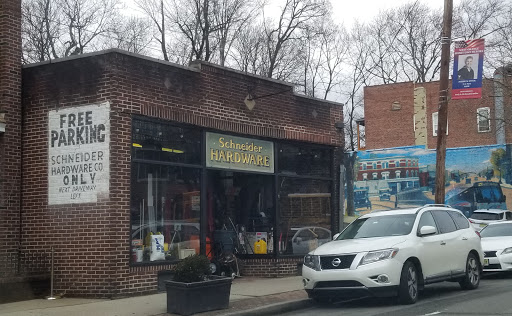 FREE
PARKING
SCHNEIDER
HARDWARE CO.
ONLY
NEXT DRIVEWAY
LEFT
Schneider
HARDWARE